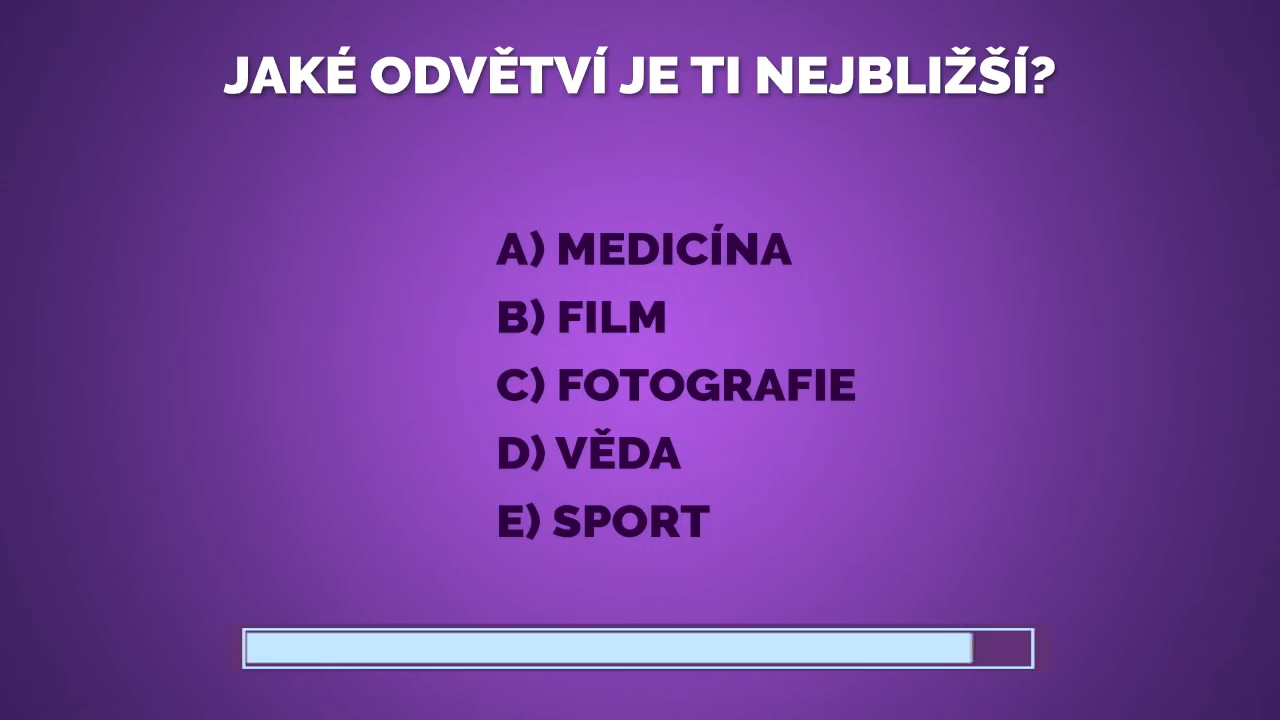 JAKÉ ODVĚTVÍ JE TI NEJBLIŽŠÍ?
A) MEDICÍNA
B) FILM
C) FOTOGRAFIE
D) VĚDA
E) SPORT